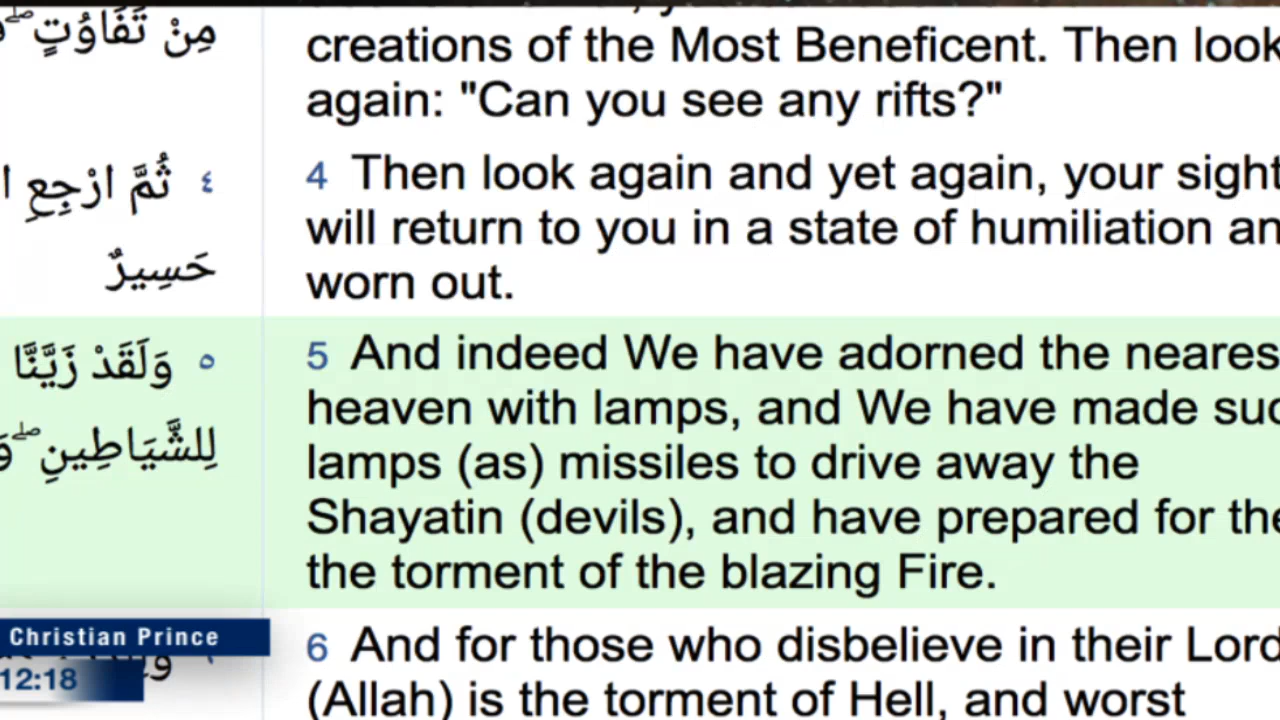 مِنْ تَفَاوُتٍ ۖ
creations of the Most Beneficent. Then look
again: "Can you see any rifts?"
٤ ثُمَّ ارْجِعِ
حَسِيرٌ
4 Then look again and yet again, your sight
will return to you in a state of humiliation an
worn out.
٥ وَلَقَدْ زَيَّنَّا
لِلشَّيَاطِينِ ۖ
5 And indeed We have adorned the neares
heaven with lamps, and We have made suc
lamps (as) missiles to drive away the
Shayatin (devils), and have prepared for the
the torment of the blazing Fire.
6 And for those who disbelieve in their Lord
(Allah) is the torment of Hell, and worst
Christian Prince
12:18